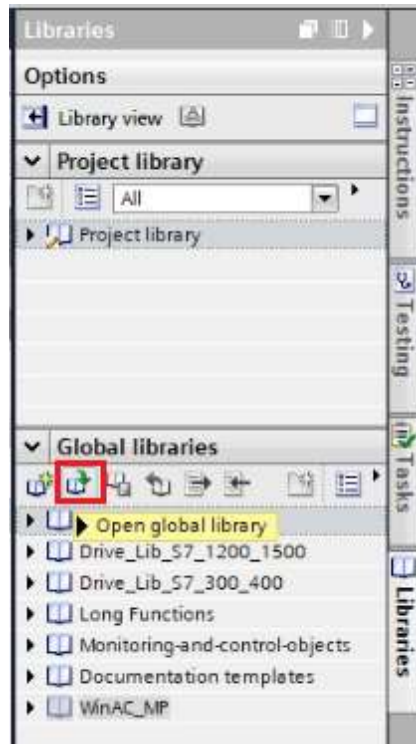 Libraries
Options
Library view
Project library
All
Project library
Global libraries
Open global library
Drive_Lib_S7_1200_1500
Drive_Lib_S7_300_400
Long Functions
Monitoring-and-control-objects
Documentation templates
WinAC_MP
Instructions
Testing
Tasks
Libraries